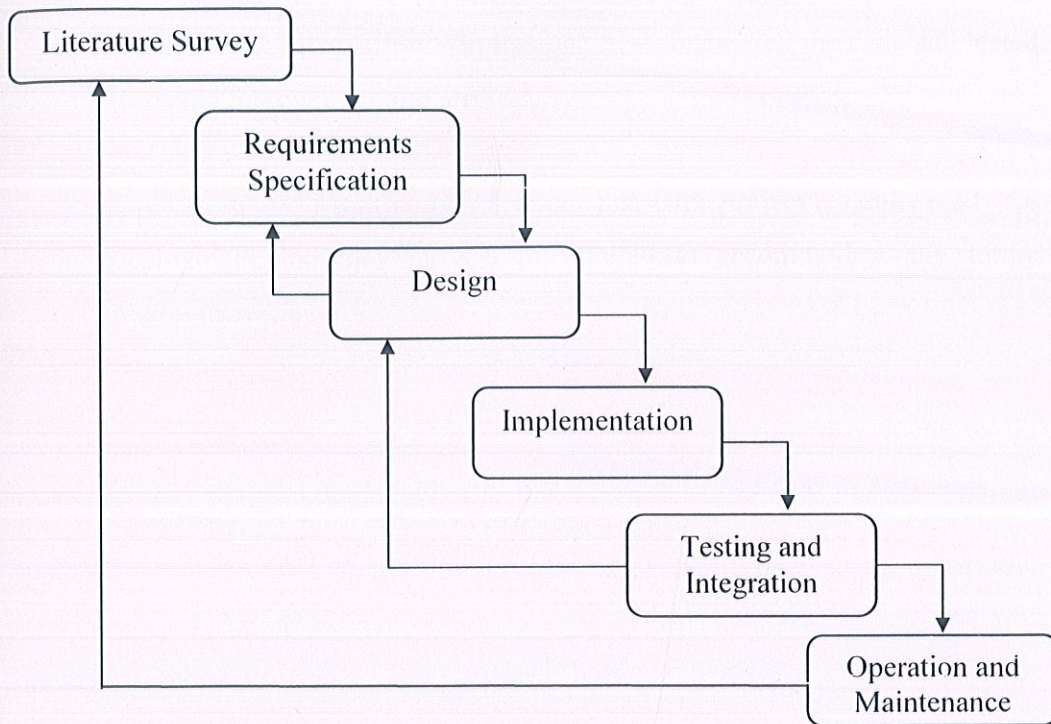 Literature Survey
Requirements
Specification
Design
Implementation
Testing and
Integration
Operation and
Maintenance